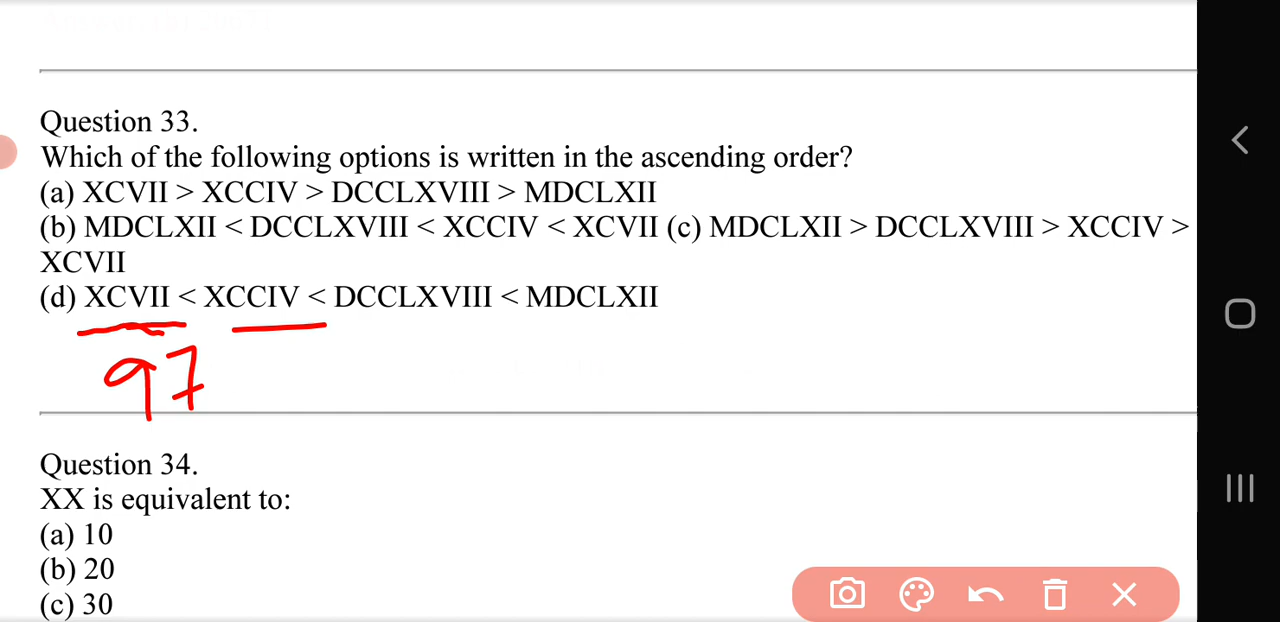 Question 33.
Which of the following options is written in the ascending order?
(a) XCVII > XCCIV > DCCLXVIII > MDCLXII
(b) MDCLXII < DCCLXVIII < XCCIV < XCVII (c) MDCLXII > DCCLXVIII > XCCIV >
XCVII
(d) XCVII < XCCIV < DCCLXVIII < MDCLXII
97
Question 34.
XX is equivalent to:
(a) 10
(b) 20
(c) 30